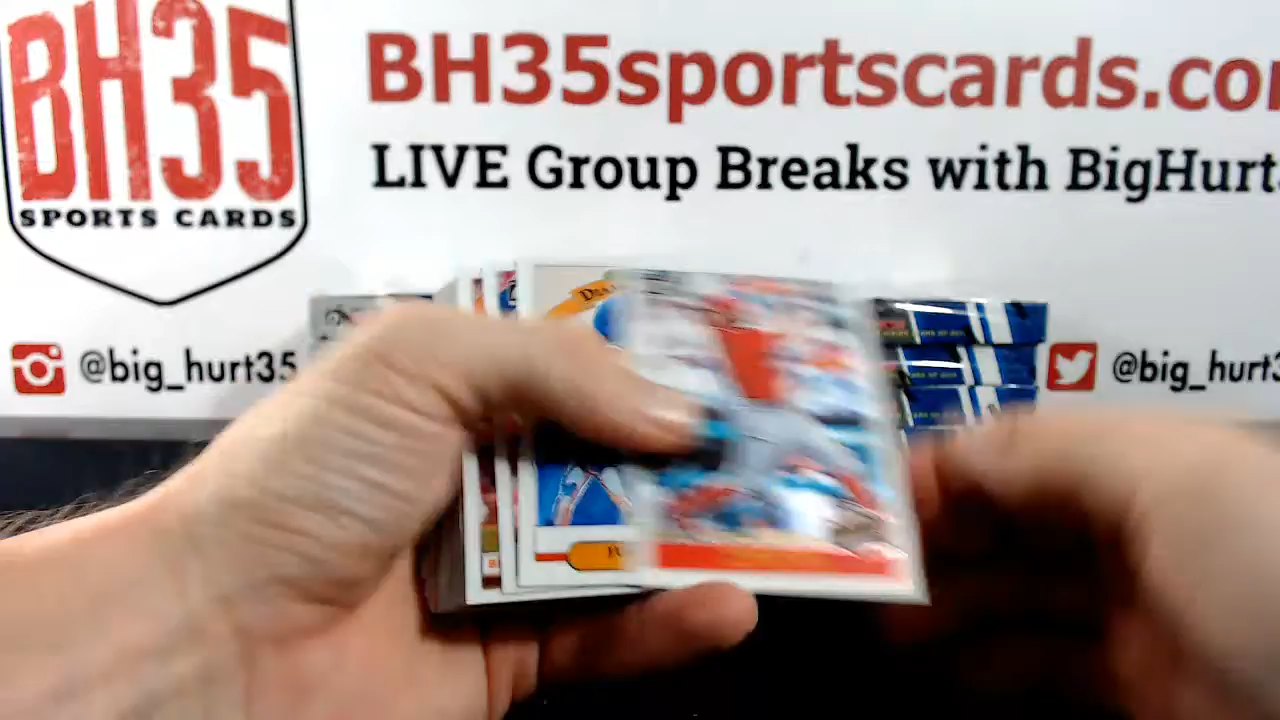 BH35
SPORTS CARDS
BH35sportscards.co
LIVE Group Breaks with BigHurt
@big_hurt35
@big_hurt3